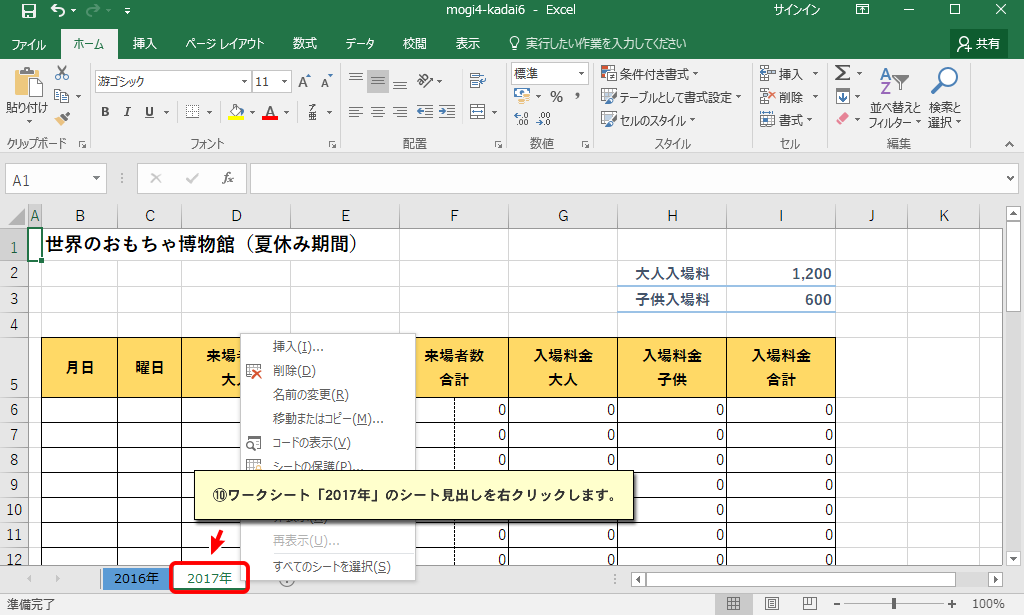 mogi4-kadai6 - Excel
サインイン
ファイル ホーム 挿入 ページ レイアウト 数式 データ 校閲 表示 実行したい作業を入力してください 共有
貼り付け
クリップボード
游ゴシック 11
B I U
フォント
配置
標準
%
数値
条件付き書式
テーブルとして書式設定
セルのスタイル
スタイル
挿入
削除
書式
セル
並べ替えと
フィルター
検索と
選択
編集
A1
fx
A B C D E F G H I J K
1 世界のおもちゃ博物館（夏休み期間）
2 大人入場料 1,200
3 子供入場料 600
4
5 月日 曜日 来場 大 来場者数 合計 入場料金 大人 入場料金 子供 入場料金 合計
6 0 0 0 0
7 0 0 0 0
8 0 0 0 0
9 0 0
10 0 0
11 0 0 0 0
12 0 0 0 0
挿入(I)...
削除(D)
名前の変更(R)
移動またはコピー(M)...
コードの表示(V)
シートの保護(P)...
⑩ワークシート「2017年」のシート見出しを右クリックします。
再表示(U)...
すべてのシートを選択(S)
2016年 2017年
準備完了
100%